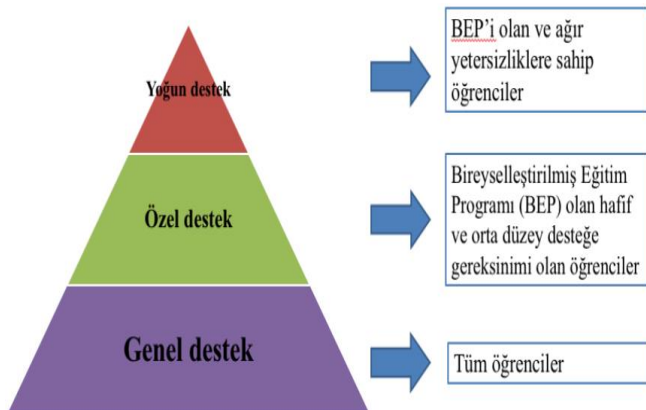 Yoğun destek
BEP’i olan ve ağır
yetersizliklere sahip
öğrenciler
Özel destek
Bireyselleştirilmiş Eğitim
Programı (BEP) olan hafif
ve orta düzey desteğe
gereksinimi olan öğrenciler
Genel destek
Tüm öğrenciler